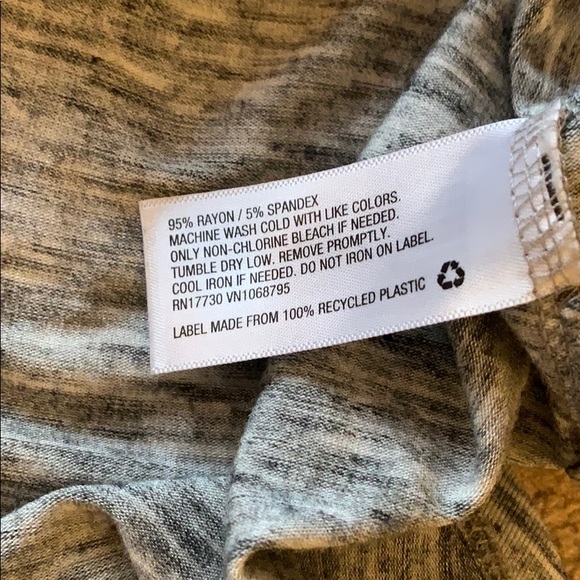 95% RAYON / 5% SPANDEX
MACHINE WASH COLD WITH LIKE COLORS.
ONLY NON-CHLORINE BLEACH IF NEEDED.
TUMBLE DRY LOW. REMOVE PROMPTLY.
COOL IRON IF NEEDED. DO NOT IRON ON LABEL.
RN17730 VN1068795
LABEL MADE FROM 100% RECYCLED PLASTIC